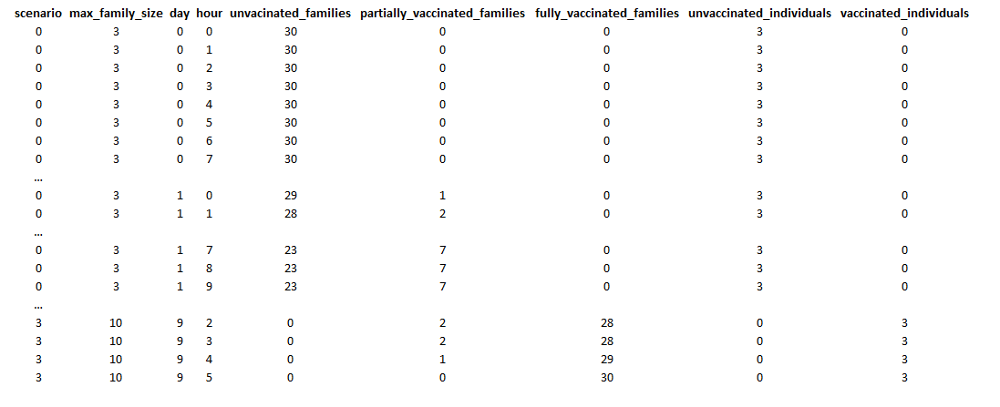 scenario max_family_size day hour unvacinated_families partially_vaccinated_families fully_vaccinated_families unvaccinated_individuals vaccinated_individuals
0 3 0 0 30 0 0 3 0
0 3 0 1 30 0 0 3 0
0 3 0 2 30 0 0 3 0
0 3 0 3 30 0 0 3 0
0 3 0 4 30 0 0 3 0
0 3 0 5 30 0 0 3 0
0 3 0 6 30 0 0 3 0
0 3 0 7 30 0 0 3 0
...
0 3 1 0 29 1 0 3 0
0 3 1 1 28 2 0 3 0
...
0 3 1 7 23 7 0 3 0
0 3 1 8 23 7 0 3 0
0 3 1 9 23 7 0 3 0
...
3 10 9 2 0 2 28 0 3
3 10 9 3 0 2 28 0 3
3 10 9 4 0 1 29 0 3
3 10 9 5 0 0 30 0 3